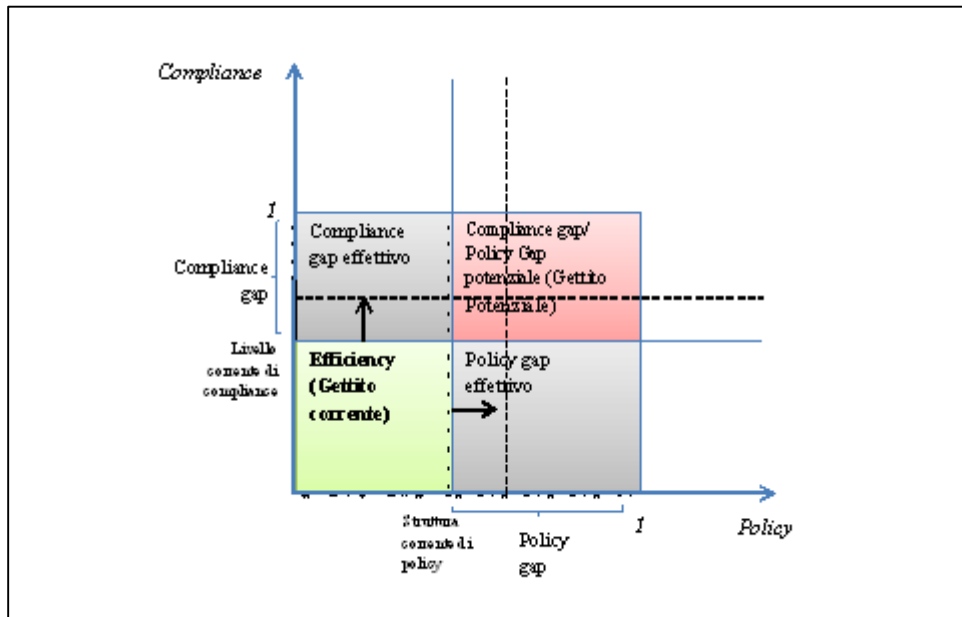 Compliance
1
Compliance
gap effettivo
Compliance gap/
Policy Gap
potenziale (Gettito
Potenziale)
Compliance
gap
Livello
corrente di
compliance
Efficiency
(Gettito
corrente)
Policy gap
effettivo
Struttura
corrente di
policy
Policy
gap
1
Policy